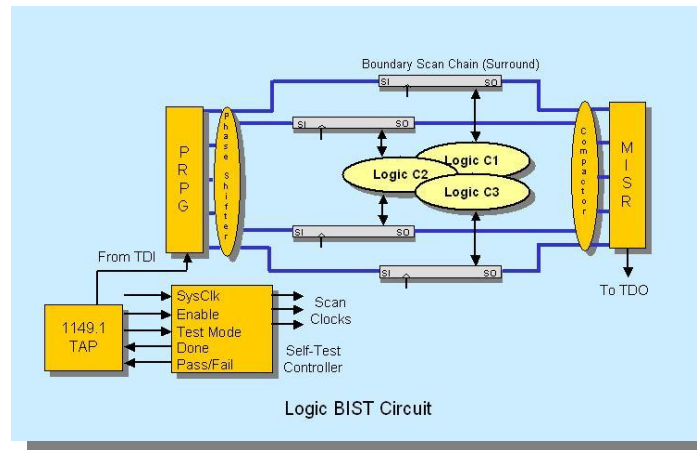 Boundary Scan Chain (Surround)
SI SO
SI SO
PRPG
Phase Shifter
Logic C1
Logic C2
Logic C3
Compactor
MISR
SI SO
SI SO
From TDI
To TDO
1149.1
TAP
SysClk
Enable
Test Mode
Done
Pass/Fail
Scan
Clocks
Self-Test
Controller
Logic BIST Circuit